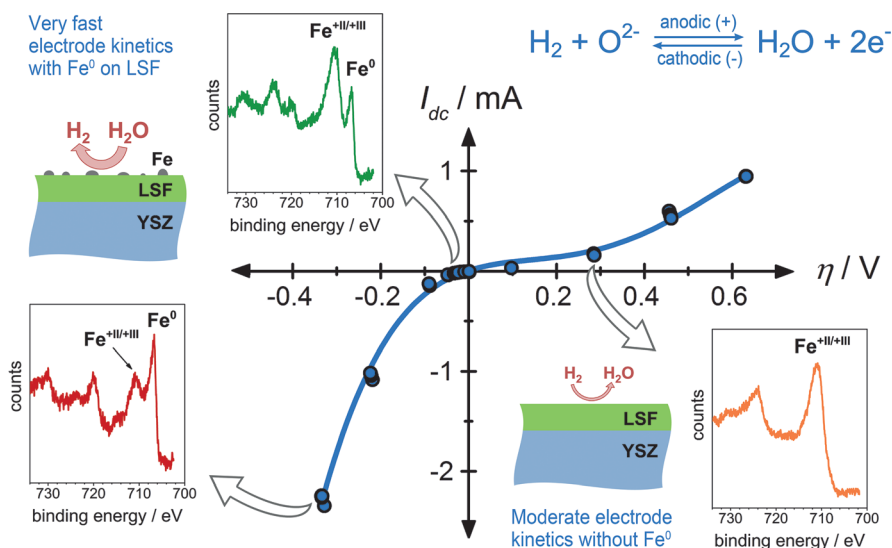 Very fast
electrode kinetics
with Fe⁰ on LSF
H₂ H₂O
Fe
LSF
YSZ
counts
Fe+II/+III
Fe⁰
730 720 710 700
binding energy / eV
H₂ + O²⁻ anodic (+) cathodic (-) H₂O + 2e⁻
I_dc / mA
1
-1
-2
-0.4 -0.2 0.2 0.4 0.6
η / V
counts
Fe+II/+III
Fe⁰
730 720 710 700
binding energy / eV
H₂ H₂O
LSF
YSZ
Moderate electrode
kinetics without Fe⁰
counts
Fe+II/+III
730 720 710 700
binding energy / eV